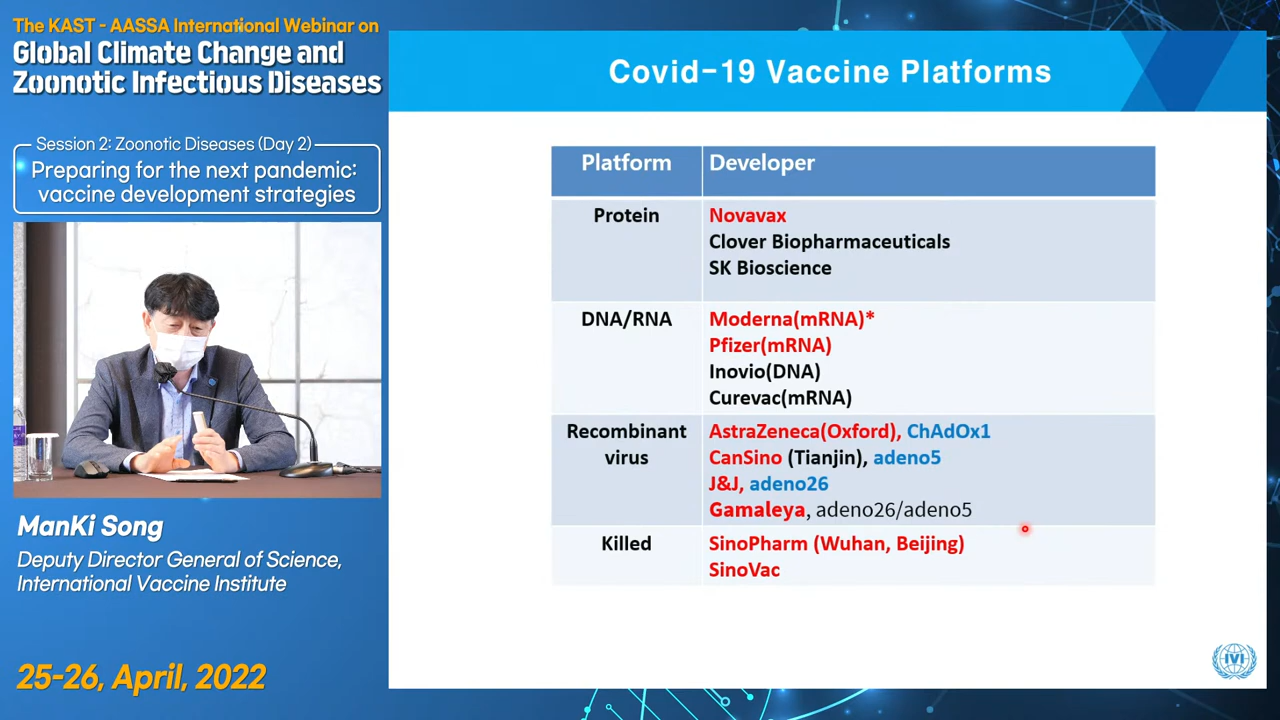 The KAST - AASSA International Webinar on
Global Climate Change and
Zoonotic Infectious Diseases
Session 2: Zoonotic Diseases (Day 2)
Preparing for the next pandemic:
vaccine development strategies
ManKi Song
Deputy Director General of Science,
International Vaccine Institute
25-26, April, 2022
Covid-19 Vaccine Platforms
Platform Developer
Protein Novavax
Clover Biopharmaceuticals
SK Bioscience
DNA/RNA Moderna(mRNA)*
Pfizer(mRNA)
Inovio(DNA)
Curevac(mRNA)
Recombinant AstraZeneca(Oxford), ChAdOx1
virus CanSino (Tianjin), adeno5
J&J, adeno26
Gamaleya, adeno26/adeno5
Killed SinoPharm (Wuhan, Beijing)
SinoVac
IVI